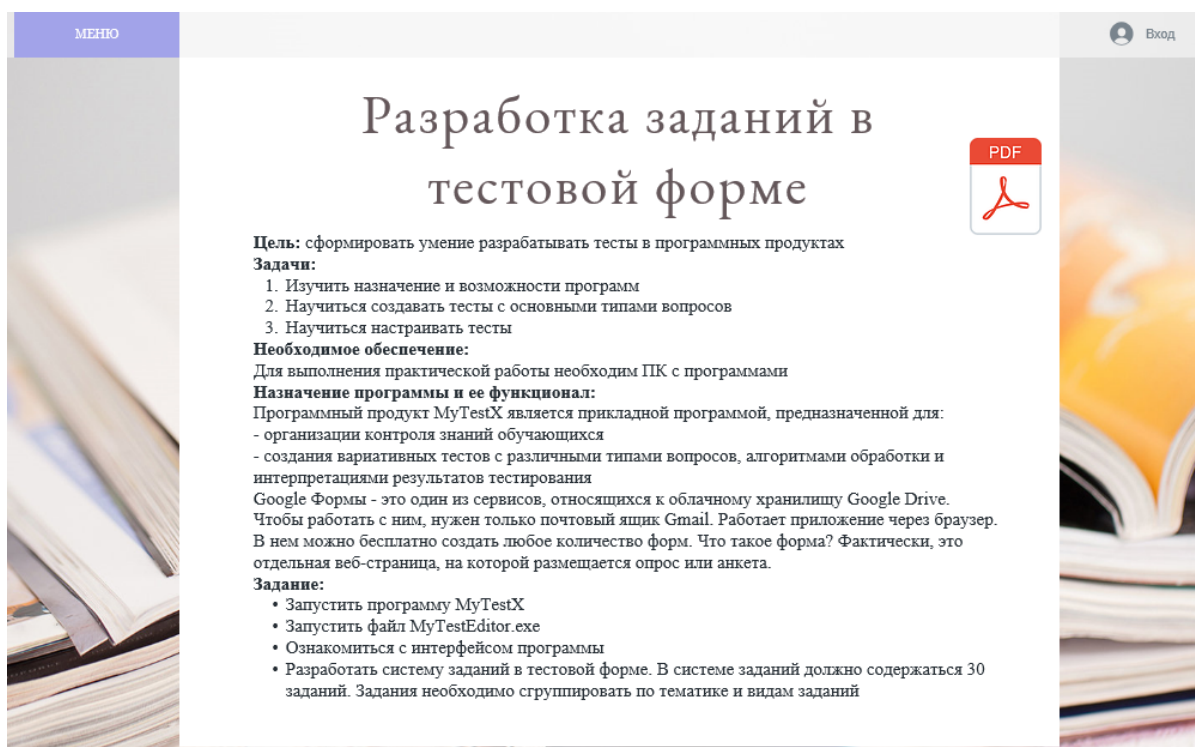 МЕНЮ
Вход
Разработка заданий в
тестовой форме
PDF
Цель: сформировать умение разрабатывать тесты в программных продуктах
Задачи:
1. Изучить назначение и возможности программ
2. Научиться создавать тесты с основными типами вопросов
3. Научиться настраивать тесты
Необходимое обеспечение:
Для выполнения практической работы необходим ПК с программами
Назначение программы и ее функционал:
Программный продукт MyTestX является прикладной программой, предназначенной для:
- организации контроля знаний обучающихся
- создания вариативных тестов с различными типами вопросов, алгоритмами обработки и
интерпретациями результатов тестирования
Google Формы - это один из сервисов, относящихся к облачному хранилищу Google Drive.
Чтобы работать с ним, нужен только почтовый ящик Gmail. Работает приложение через браузер.
В нем можно бесплатно создать любое количество форм. Что такое форма? Фактически, это
отдельная веб-страница, на которой размещается опрос или анкета.
Задание:
• Запустить программу MyTestX
• Запустить файл MyTestEditor.exe
• Ознакомиться с интерфейсом программы
• Разработать систему заданий в тестовой форме. В системе заданий должно содержаться 30
заданий. Задания необходимо сгруппировать по тематике и видам заданий